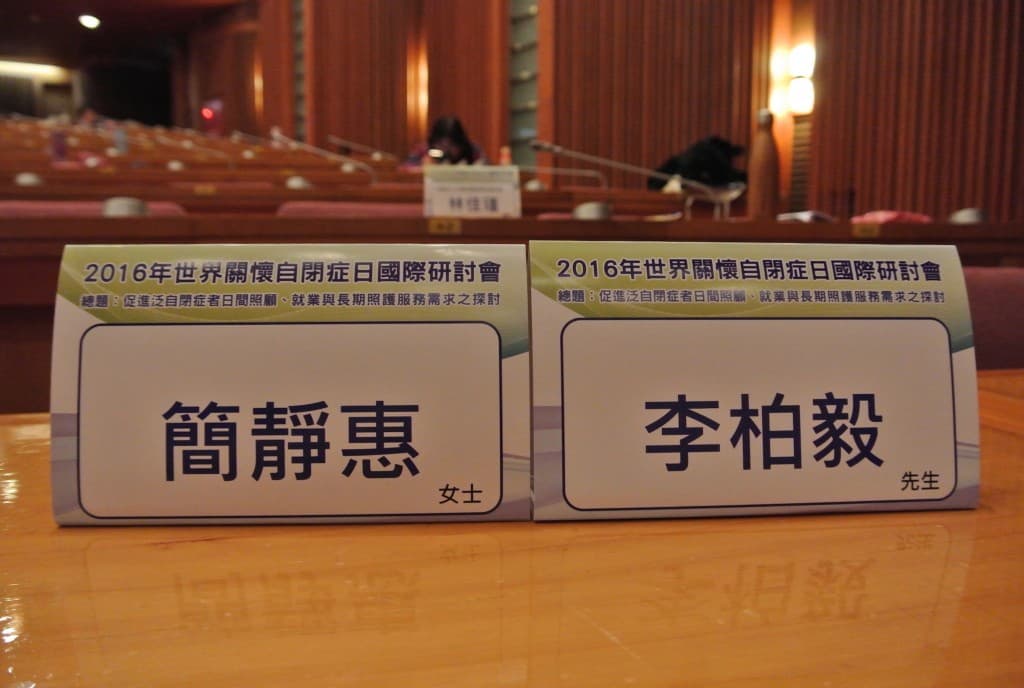 2016年世界關懷自閉症日國際研討會
總題：促進泛自閉症者日間照顧、就業與長期照護服務需求之探討
簡靜惠
女士
2016年世界關懷自閉症日國際研討會
總題：促進泛自閉症者日間照顧、就業與長期照護服務需求之探討
李柏毅
先生